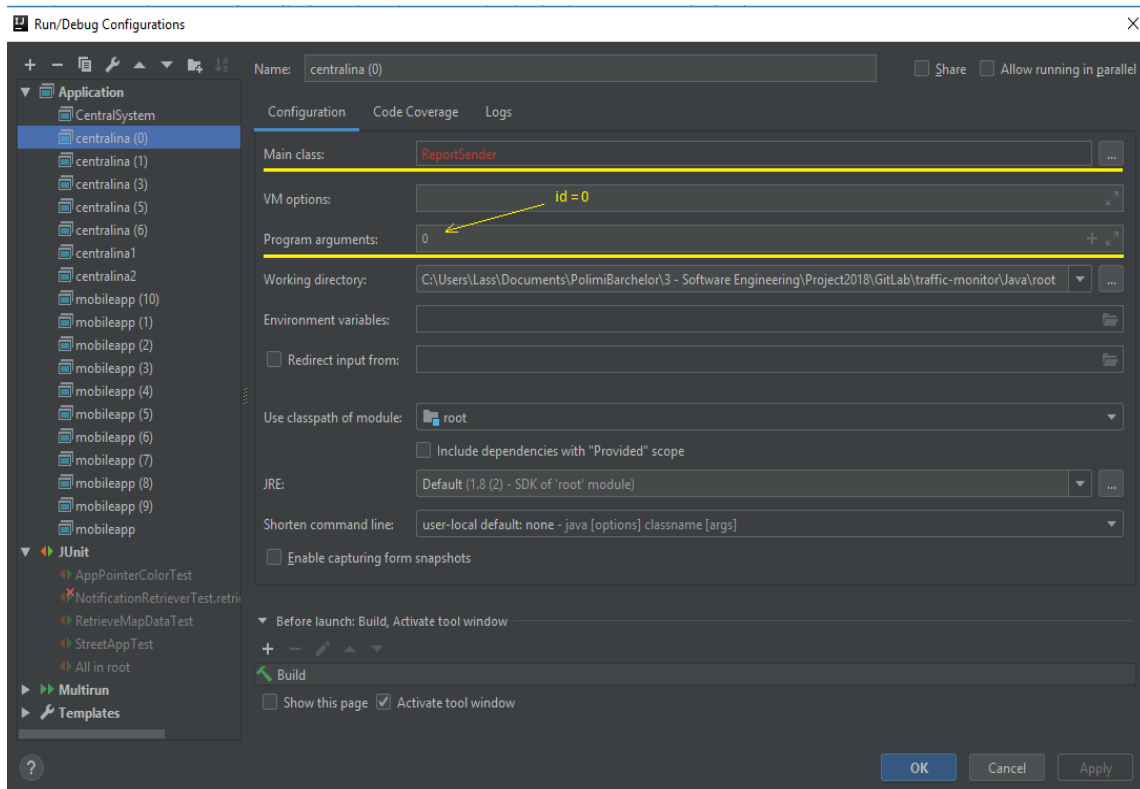 Run/Debug Configurations
Name: centralina (0)
Share
Allow running in parallel
Application
CentralSystem
centralina (0)
centralina (1)
centralina (3)
centralina (5)
centralina (6)
centralina1
centralina2
mobileapp (10)
mobileapp (1)
mobileapp (2)
mobileapp (3)
mobileapp (4)
mobileapp (5)
mobileapp (6)
mobileapp (7)
mobileapp (8)
mobileapp (9)
mobileapp
JUnit
AppPointerColorTest
NotificationRetrieverTest.retri
RetrieveMapDataTest
StreetAppTest
All in root
Multirun
Templates
Configuration Code Coverage Logs
Main class: ReportSender
VM options:
id = 0
Program arguments: 0
Working directory: C:\Users\Lass\Documents\PolimiBarchelor\3 - Software Engineering\Project2018\GitLab\traffic-monitor\Java\root
Environment variables:
Redirect input from:
Use classpath of module: root
Include dependencies with "Provided" scope
JRE: Default (1.8 (2) - SDK of 'root' module)
Shorten command line: user-local default: none - java [options] classname [args]
Enable capturing form snapshots
Before launch: Build, Activate tool window
Build
Show this page Activate tool window
?
OK Cancel Apply